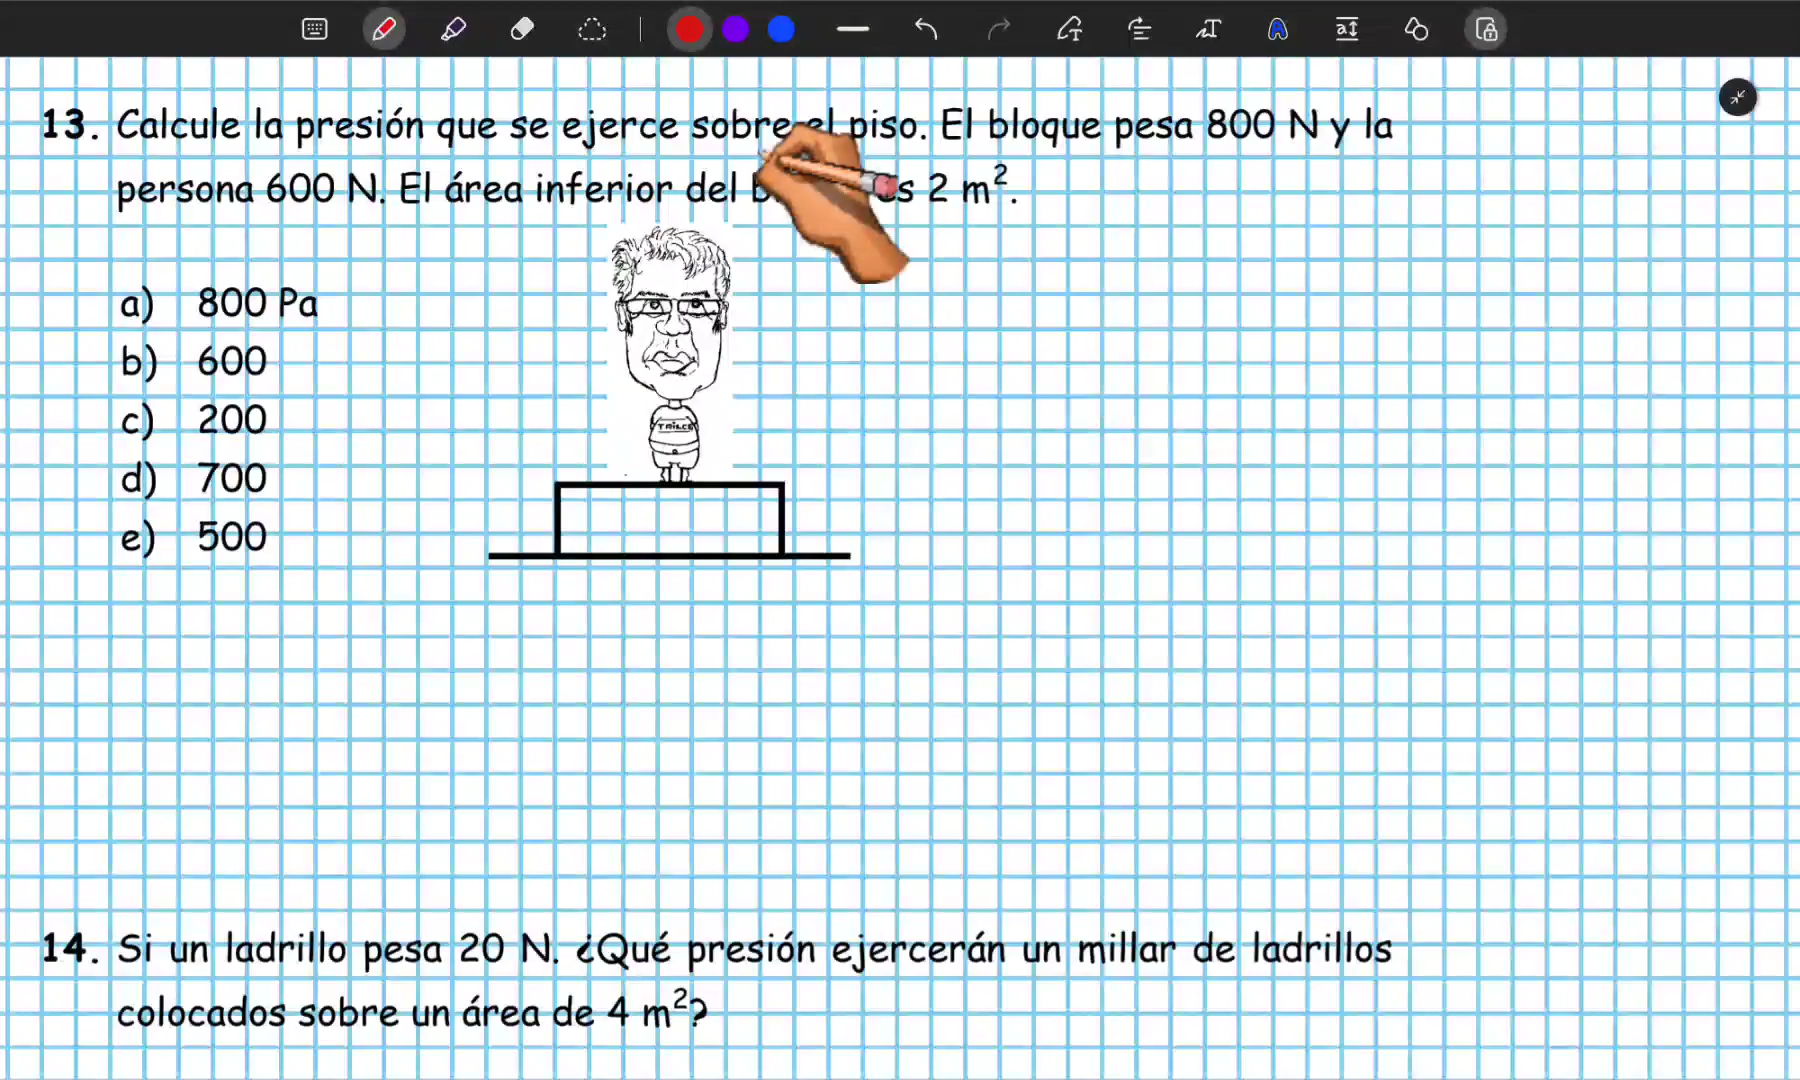 13. Calcule la presión que se ejerce sobre el piso. El bloque pesa 800 N y la
persona 600 N. El área inferior del es 2 m².
a) 800 Pa
b) 600
c) 200
d) 700
e) 500
TRILCE
14. Si un ladrillo pesa 20 N. ¿Qué presión ejercerán un millar de ladrillos
colocados sobre un área de 4 m²?